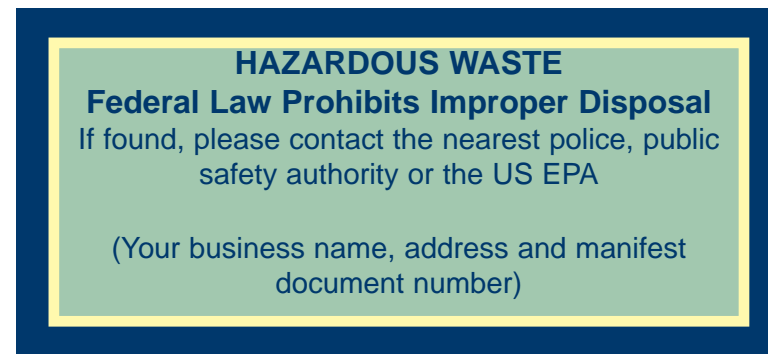 HAZARDOUS WASTE
Federal Law Prohibits Improper Disposal
If found, please contact the nearest police, public
safety authority or the US EPA
(Your business name, address and manifest
document number)